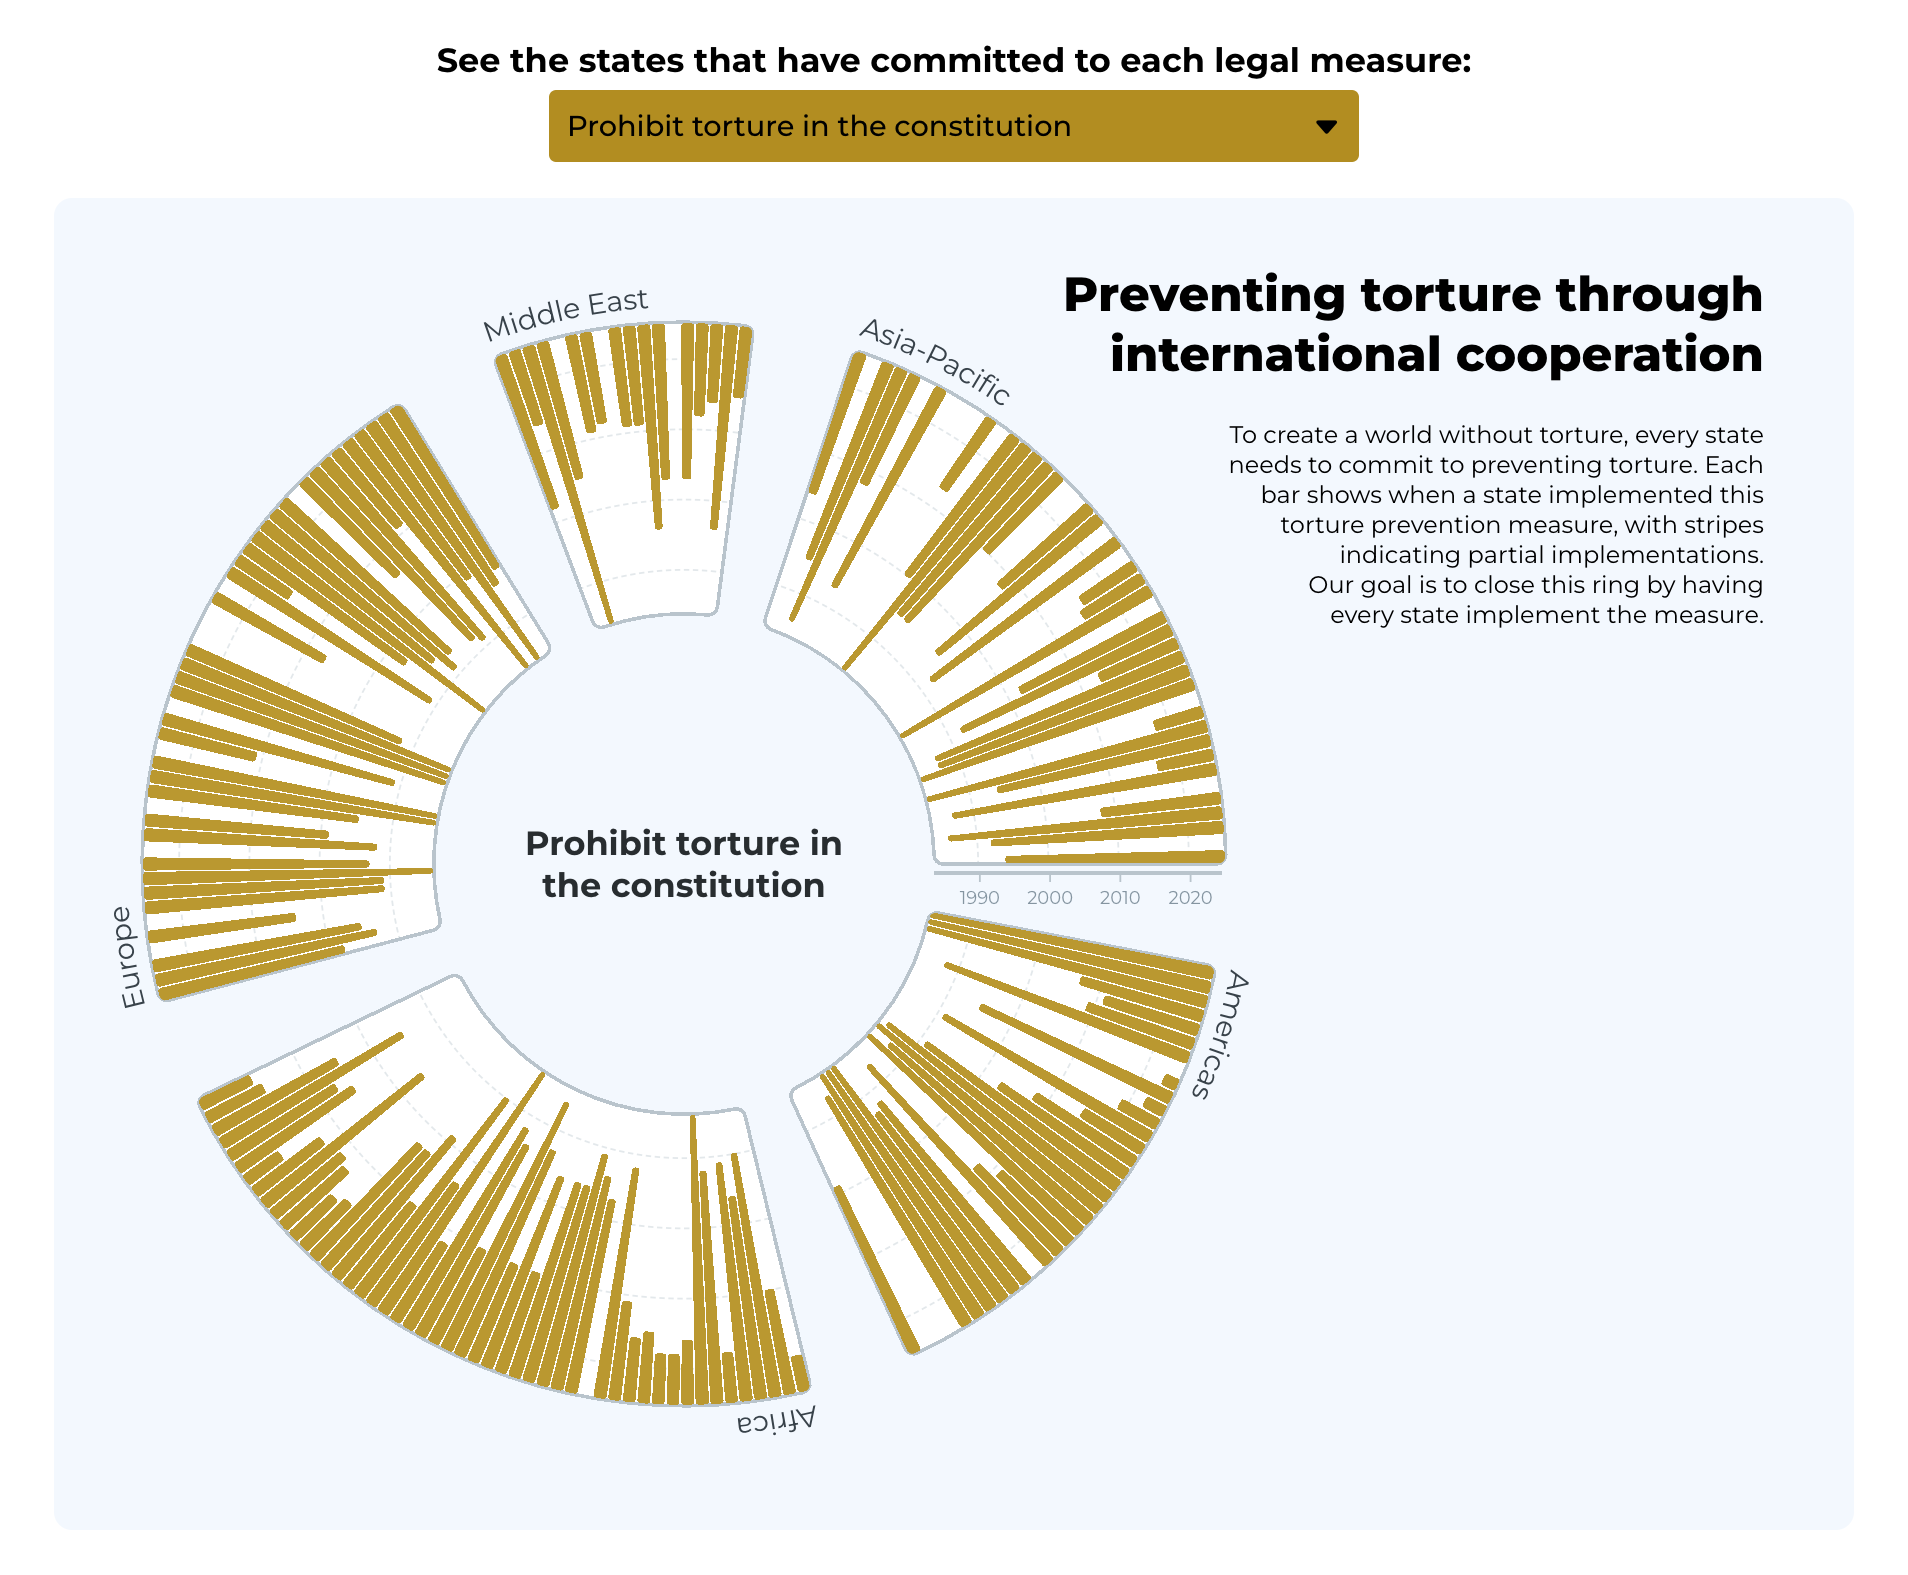 See the states that have committed to each legal measure:
Prohibit torture in the constitution
Preventing torture through
international cooperation
To create a world without torture, every state
needs to commit to preventing torture. Each
bar shows when a state implemented this
torture prevention measure, with stripes
indicating partial implementations.
Our goal is to close this ring by having
every state implement the measure.
Middle East
Asia-Pacific
Europe
Prohibit torture in
the constitution
1990 2000 2010 2020
Americas
Africa